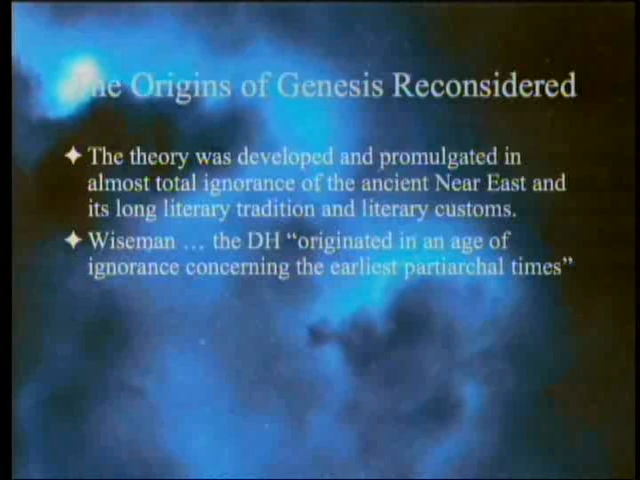 The Origins of Genesis Reconsidered
The theory was developed and promulgated in
almost total ignorance of the ancient Near East and
its long literary tradition and literary customs.
Wiseman … the DH “originated in an age of
ignorance concerning the earliest partiarchal times”